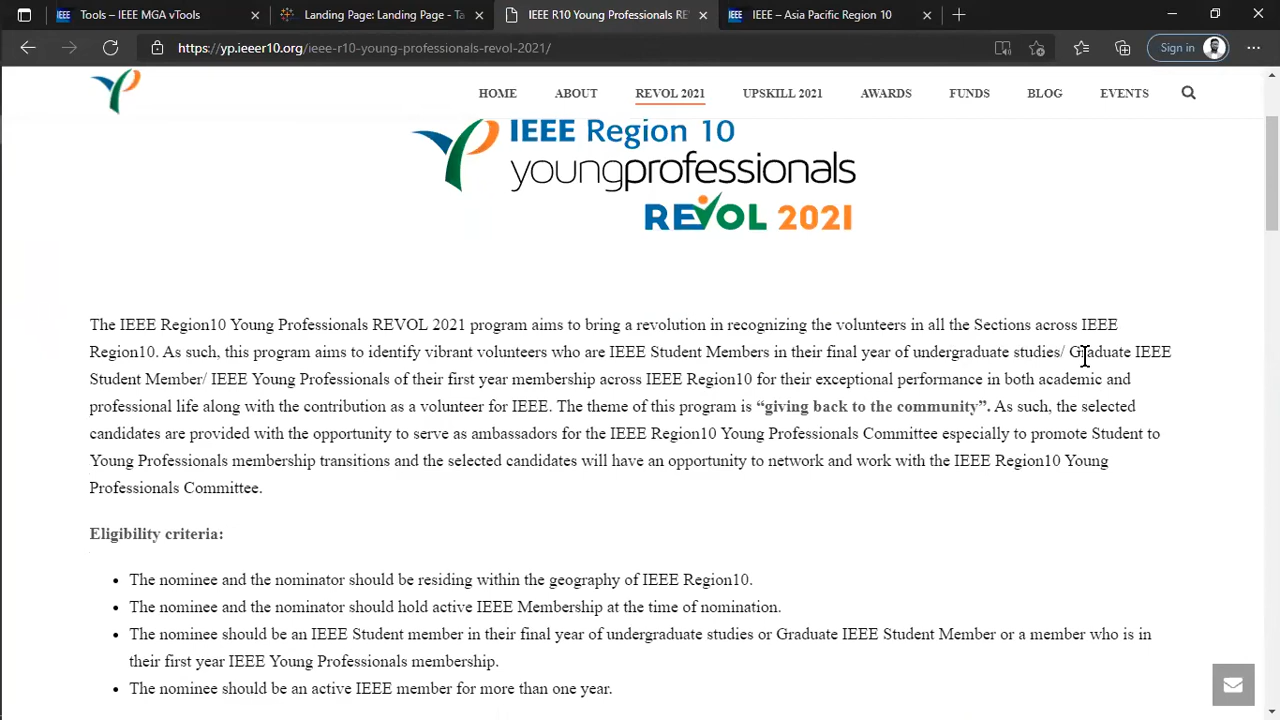 Tools – IEEE MGA vTools
Landing Page: Landing Page - Ta
IEEE R10 Young Professionals RE
IEEE – Asia Pacific Region 10
https://yp.ieeer10.org/ieee-r10-young-professionals-revol-2021/
Sign in
HOME ABOUT REVOL 2021 UPSKILL 2021 AWARDS FUNDS BLOG EVENTS
IEEE Region 10
youngprofessionals
REVOL 2021
The IEEE Region10 Young Professionals REVOL 2021 program aims to bring a revolution in recognizing the volunteers in all the Sections across IEEE
Region10. As such, this program aims to identify vibrant volunteers who are IEEE Student Members in their final year of undergraduate studies/ Graduate IEEE
Student Member/ IEEE Young Professionals of their first year membership across IEEE Region10 for their exceptional performance in both academic and
professional life along with the contribution as a volunteer for IEEE. The theme of this program is “giving back to the community”. As such, the selected
candidates are provided with the opportunity to serve as ambassadors for the IEEE Region10 Young Professionals Committee especially to promote Student to
Young Professionals membership transitions and the selected candidates will have an opportunity to network and work with the IEEE Region10 Young
Professionals Committee.
Eligibility criteria:
• The nominee and the nominator should be residing within the geography of IEEE Region10.
• The nominee and the nominator should hold active IEEE Membership at the time of nomination.
• The nominee should be an IEEE Student member in their final year of undergraduate studies or Graduate IEEE Student Member or a member who is in
their first year IEEE Young Professionals membership.
• The nominee should be an active IEEE member for more than one year.